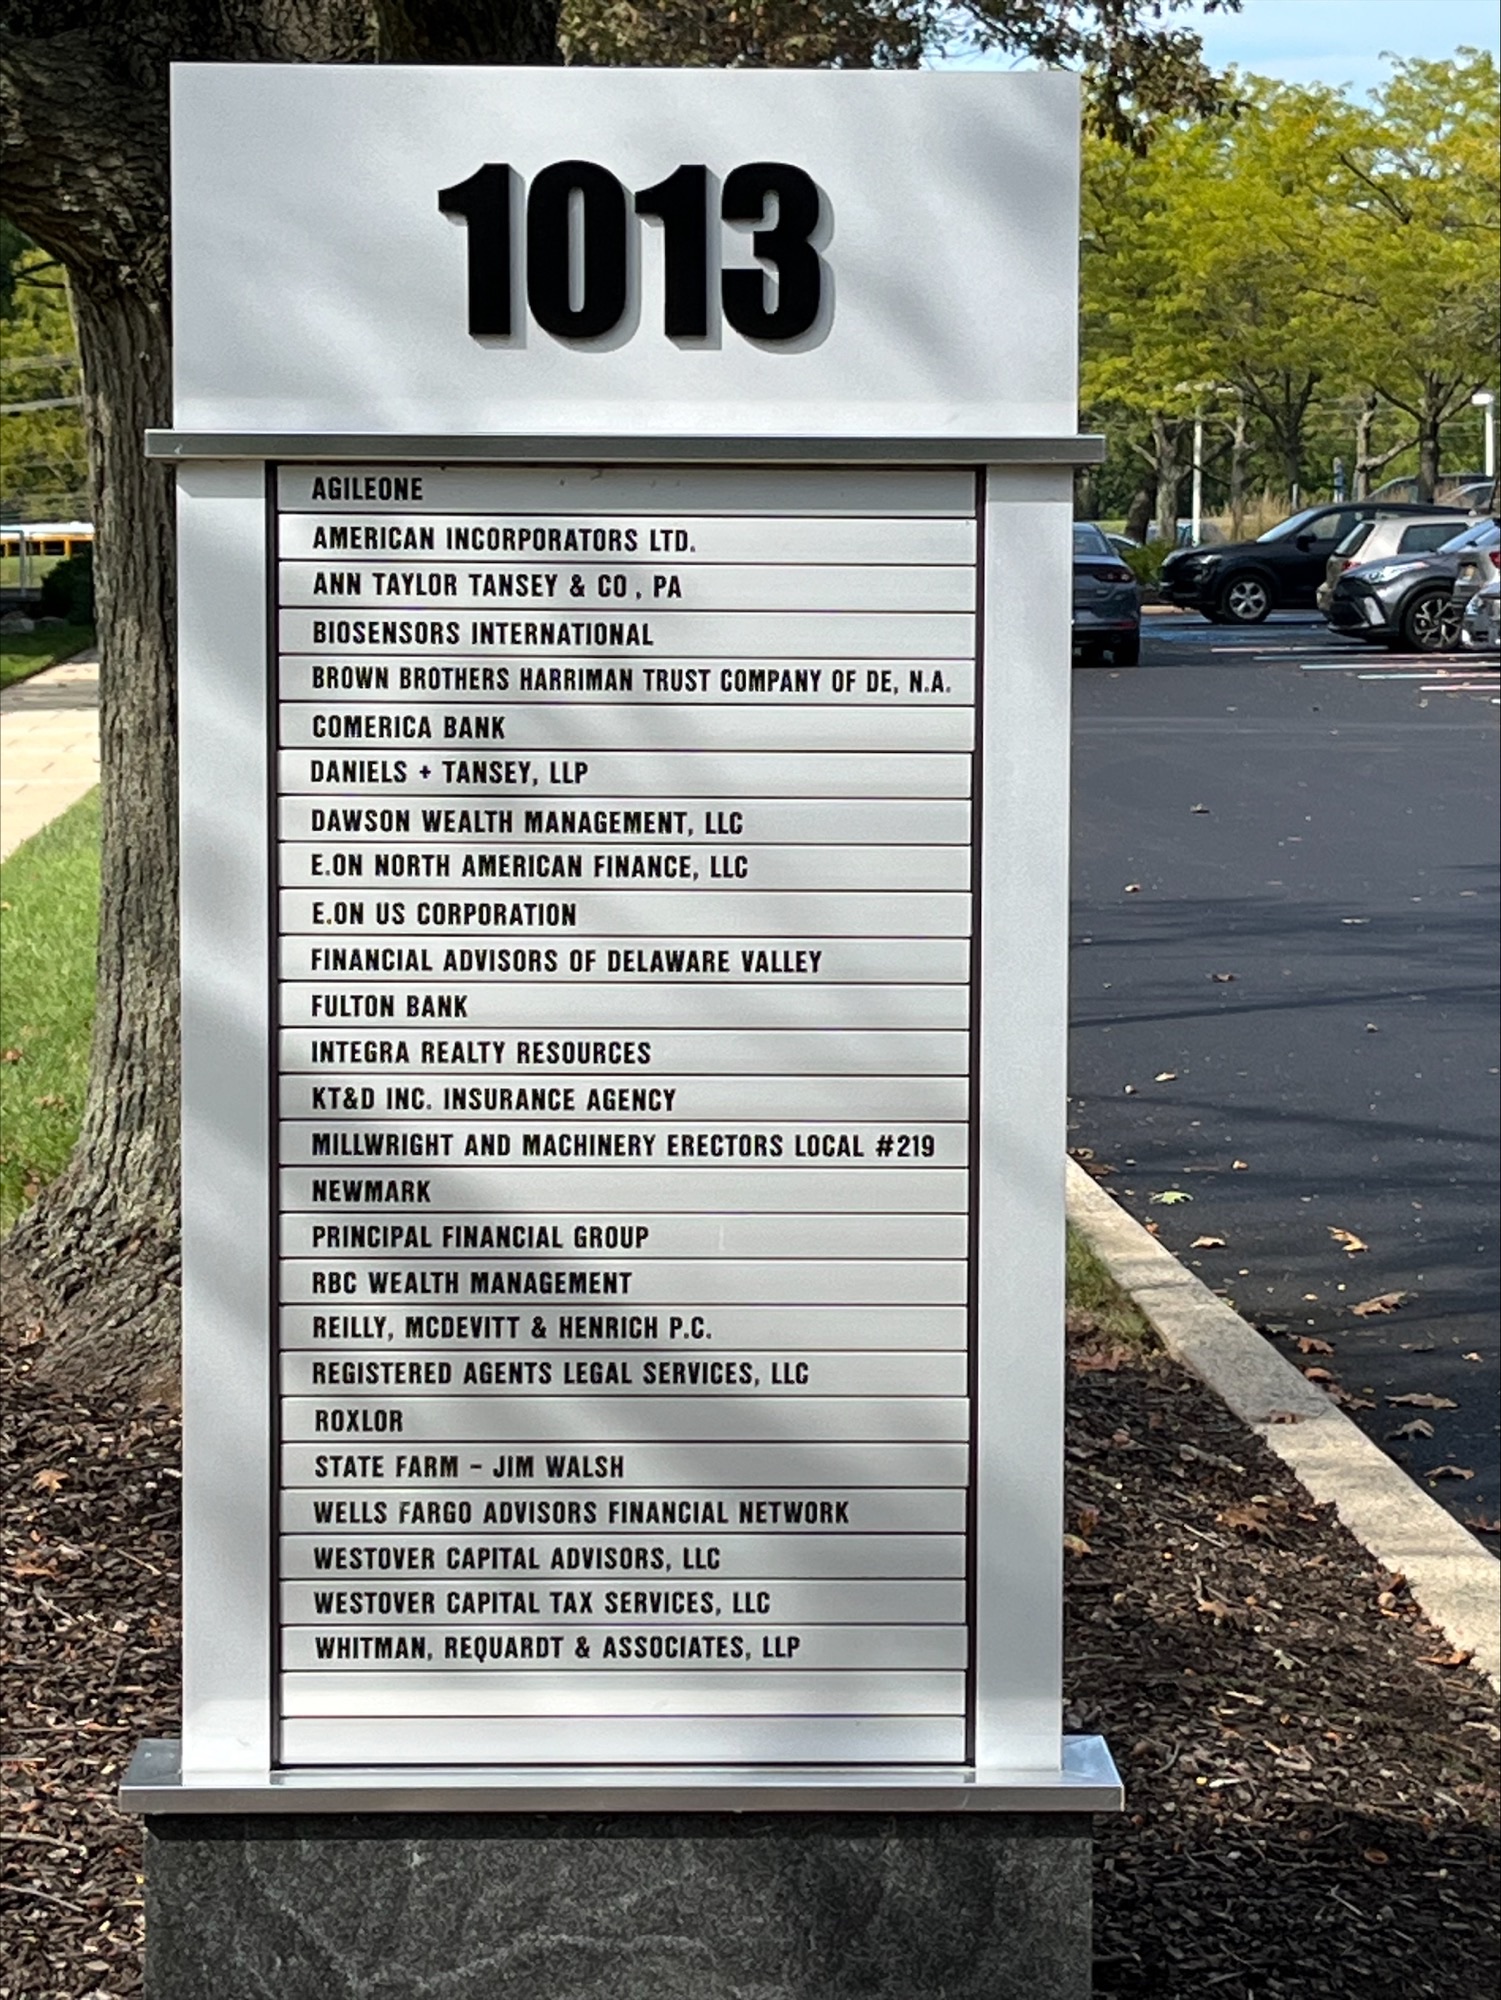 1013
AGILEONE
AMERICAN INCORPORATORS LTD.
ANN TAYLOR TANSEY & CO , PA
BIOSENSORS INTERNATIONAL
BROWN BROTHERS HARRIMAN TRUST COMPANY OF DE, N.A.
COMERICA BANK
DANIELS + TANSEY, LLP
DAWSON WEALTH MANAGEMENT, LLC
E.ON NORTH AMERICAN FINANCE, LLC
E.ON US CORPORATION
FINANCIAL ADVISORS OF DELAWARE VALLEY
FULTON BANK
INTEGRA REALTY RESOURCES
KT&D INC. INSURANCE AGENCY
MILLWRIGHT AND MACHINERY ERECTORS LOCAL #219
NEWMARK
PRINCIPAL FINANCIAL GROUP
RBC WEALTH MANAGEMENT
REILLY, MCDEVITT & HENRICH P.C.
REGISTERED AGENTS LEGAL SERVICES, LLC
ROXLOR
STATE FARM - JIM WALSH
WELLS FARGO ADVISORS FINANCIAL NETWORK
WESTOVER CAPITAL ADVISORS, LLC
WESTOVER CAPITAL TAX SERVICES, LLC
WHITMAN, REQUARDT & ASSOCIATES, LLP